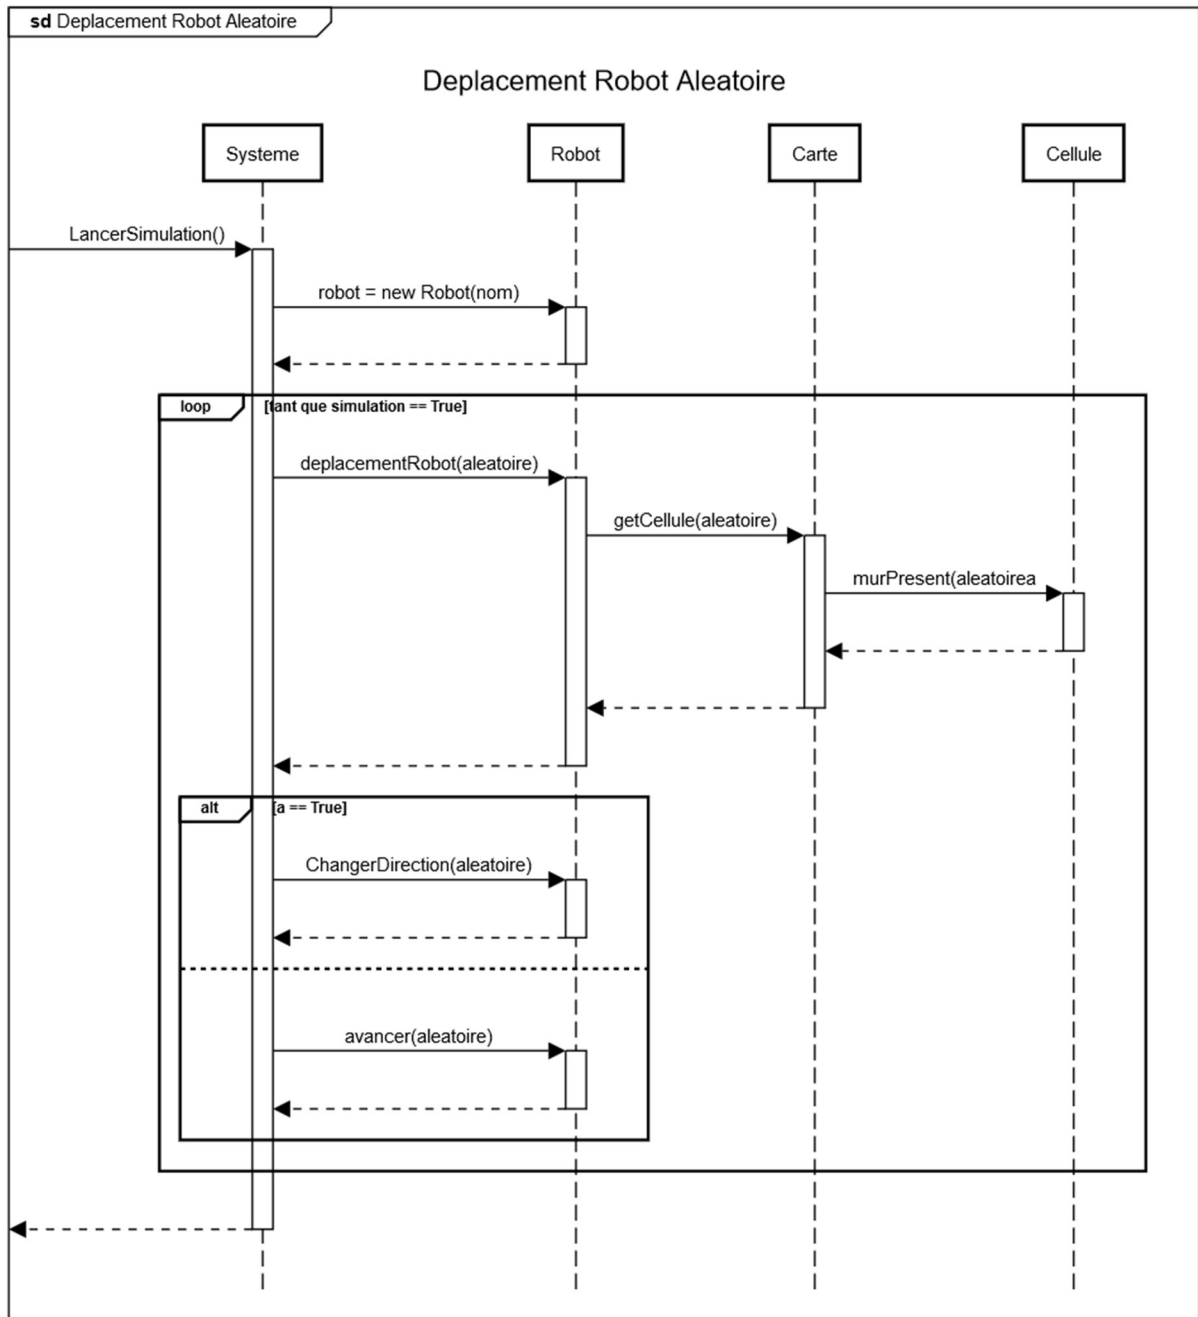 sd Deplacement Robot Aleatoire
Deplacement Robot Aleatoire
Systeme
Robot
Carte
Cellule
LancerSimulation()
robot = new Robot(nom)
loop
[tant que simulation == True]
deplacementRobot(aleatoire)
getCellule(aleatoire)
murPresent(aleatoirea
alt
[a == True]
ChangerDirection(aleatoire)
avancer(aleatoire)